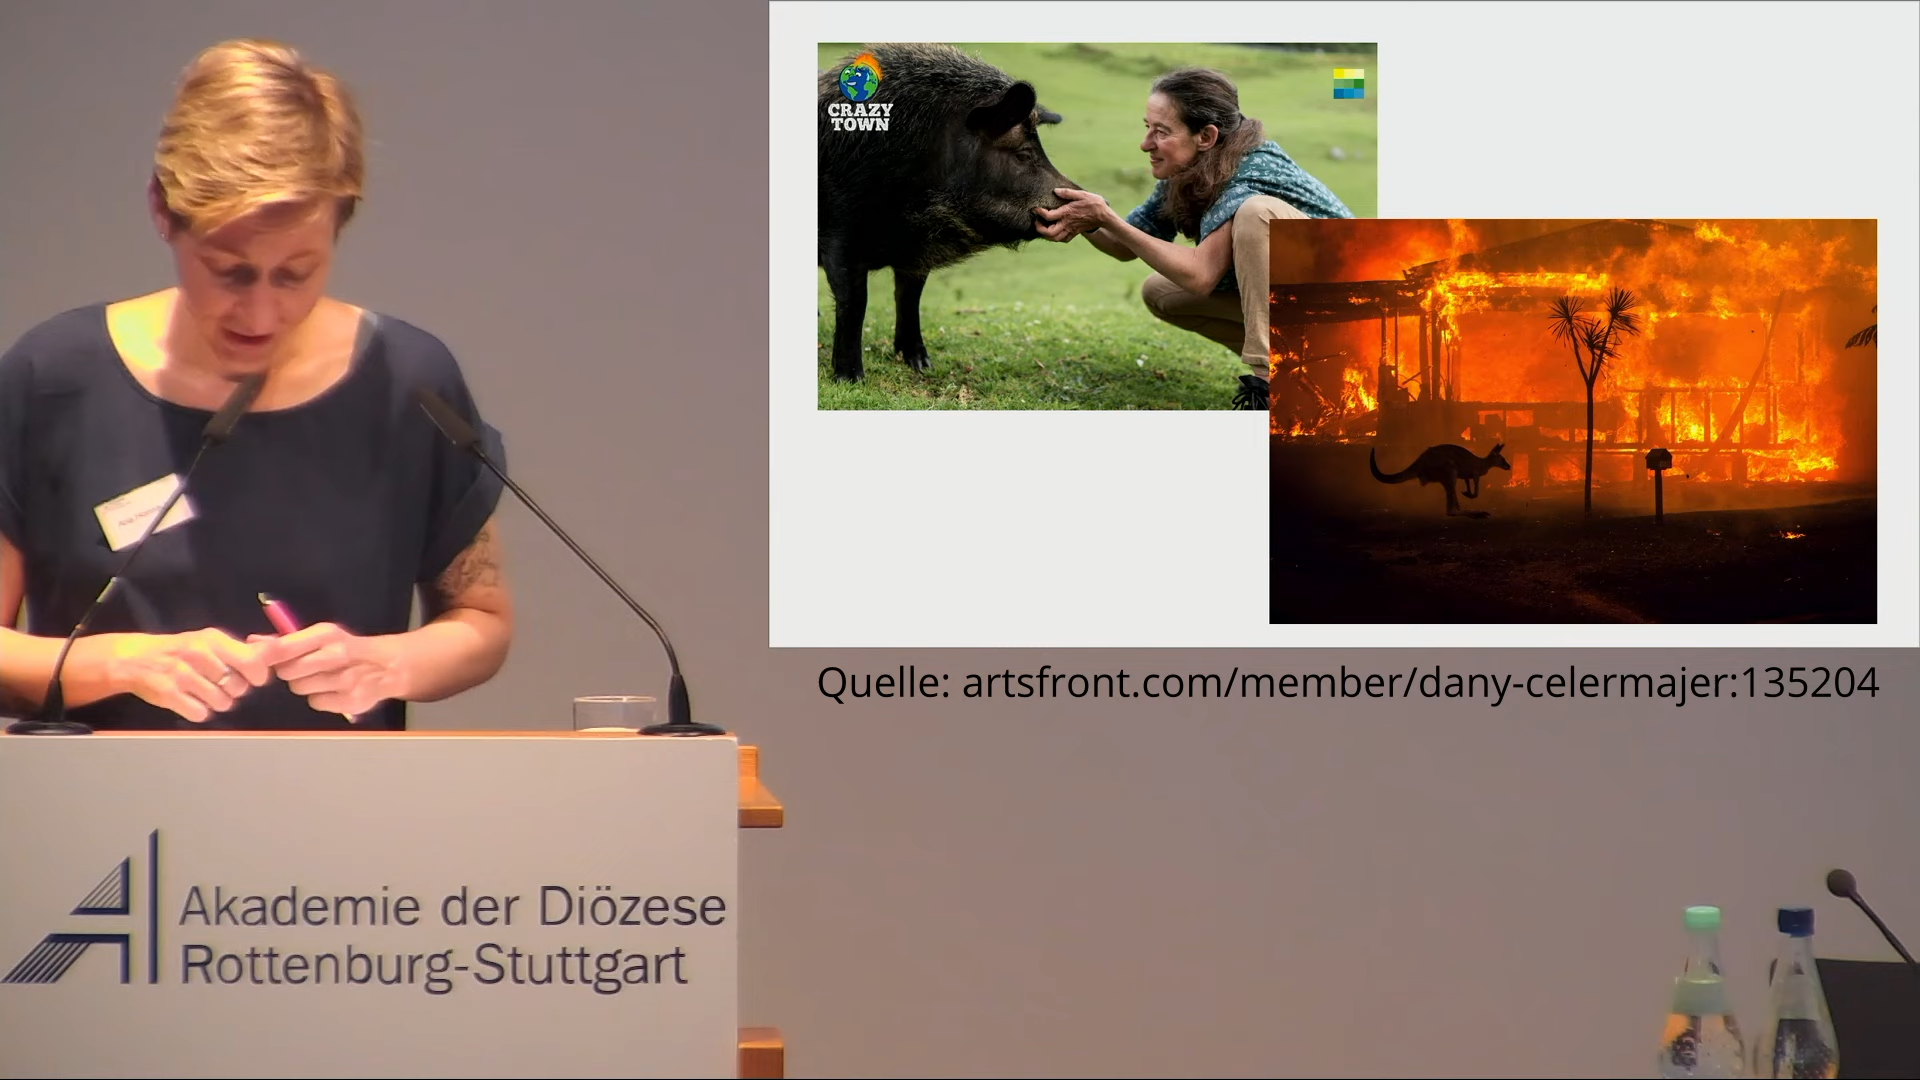 CRAZY
TOWN
Quelle: artsfront.com/member/dany-celermajer:135204
Akademie der Diözese
Rottenburg-Stuttgart